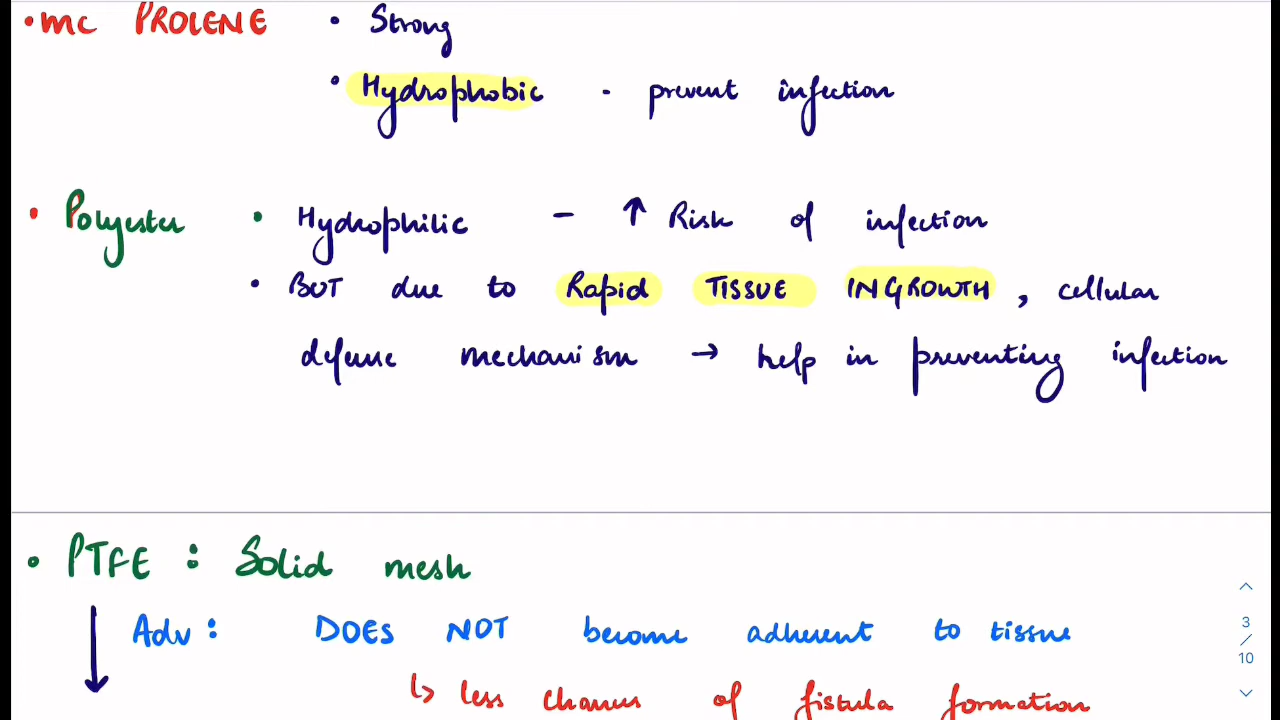 • mc PROLENE • Strong
• Hydrophobic . prevent infection
• Polyester • Hydrophilic - ↑ Risk of infection
• BUT due to Rapid TISSUE INGROWTH, cellular
defense mechanism → help in preventing infection
• PTFE : Solid mesh
Adv : DOES NOT become adherent to tissue
↳ less chances of fistula formation
3
/
10